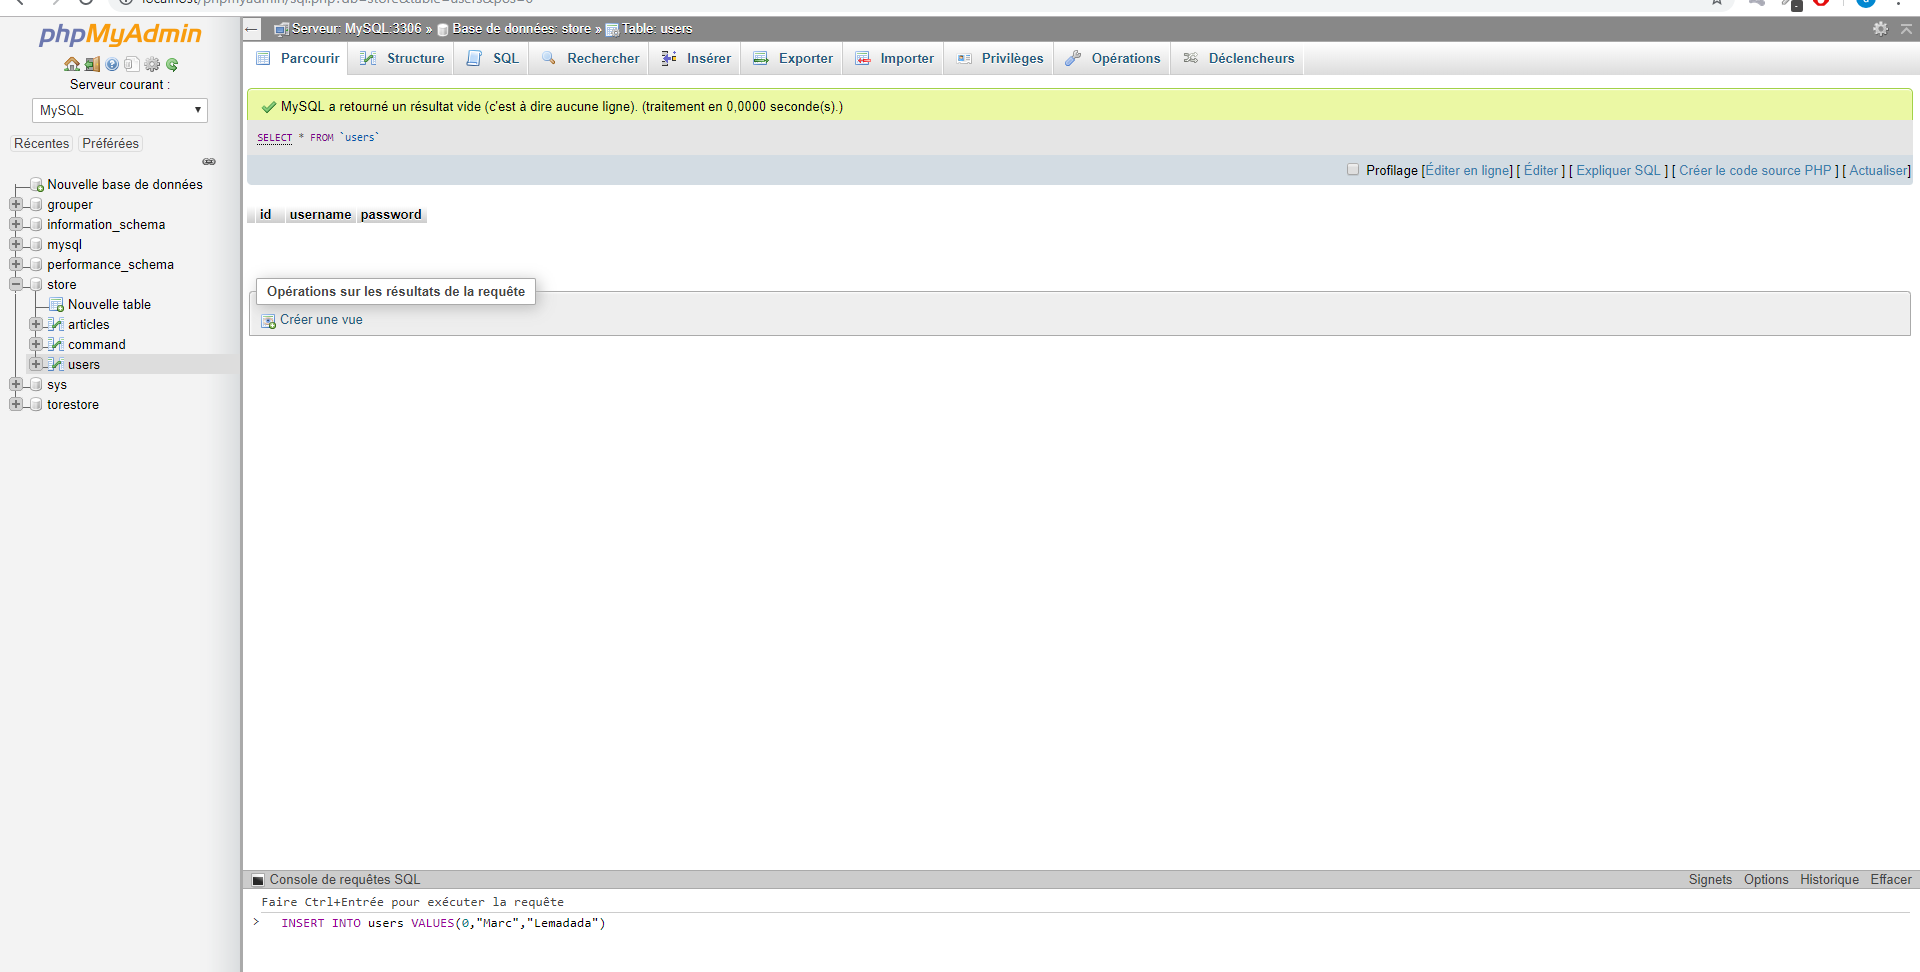 localhost/phpmyadmin/sql.php?db=store&table=users&pos=0
phpMyAdmin
Serveur courant :
MySQL
Récentes Préférées
Nouvelle base de données
grouper
information_schema
mysql
performance_schema
store
Nouvelle table
articles
command
users
sys
torestore
Serveur: MySQL:3306 » Base de données: store » Table: users
Parcourir Structure SQL Rechercher Insérer Exporter Importer Privilèges Opérations Déclencheurs
MySQL a retourné un résultat vide (c'est à dire aucune ligne). (traitement en 0,0000 seconde(s).)
SELECT * FROM `users`
Profilage [Éditer en ligne] [ Éditer ] [ Expliquer SQL ] [ Créer le code source PHP ] [ Actualiser]
id username password
Opérations sur les résultats de la requête
Créer une vue
Console de requêtes SQL Signets Options Historique Effacer
Faire Ctrl+Entrée pour exécuter la requête
> INSERT INTO users VALUES(0,"Marc","Lemadada")